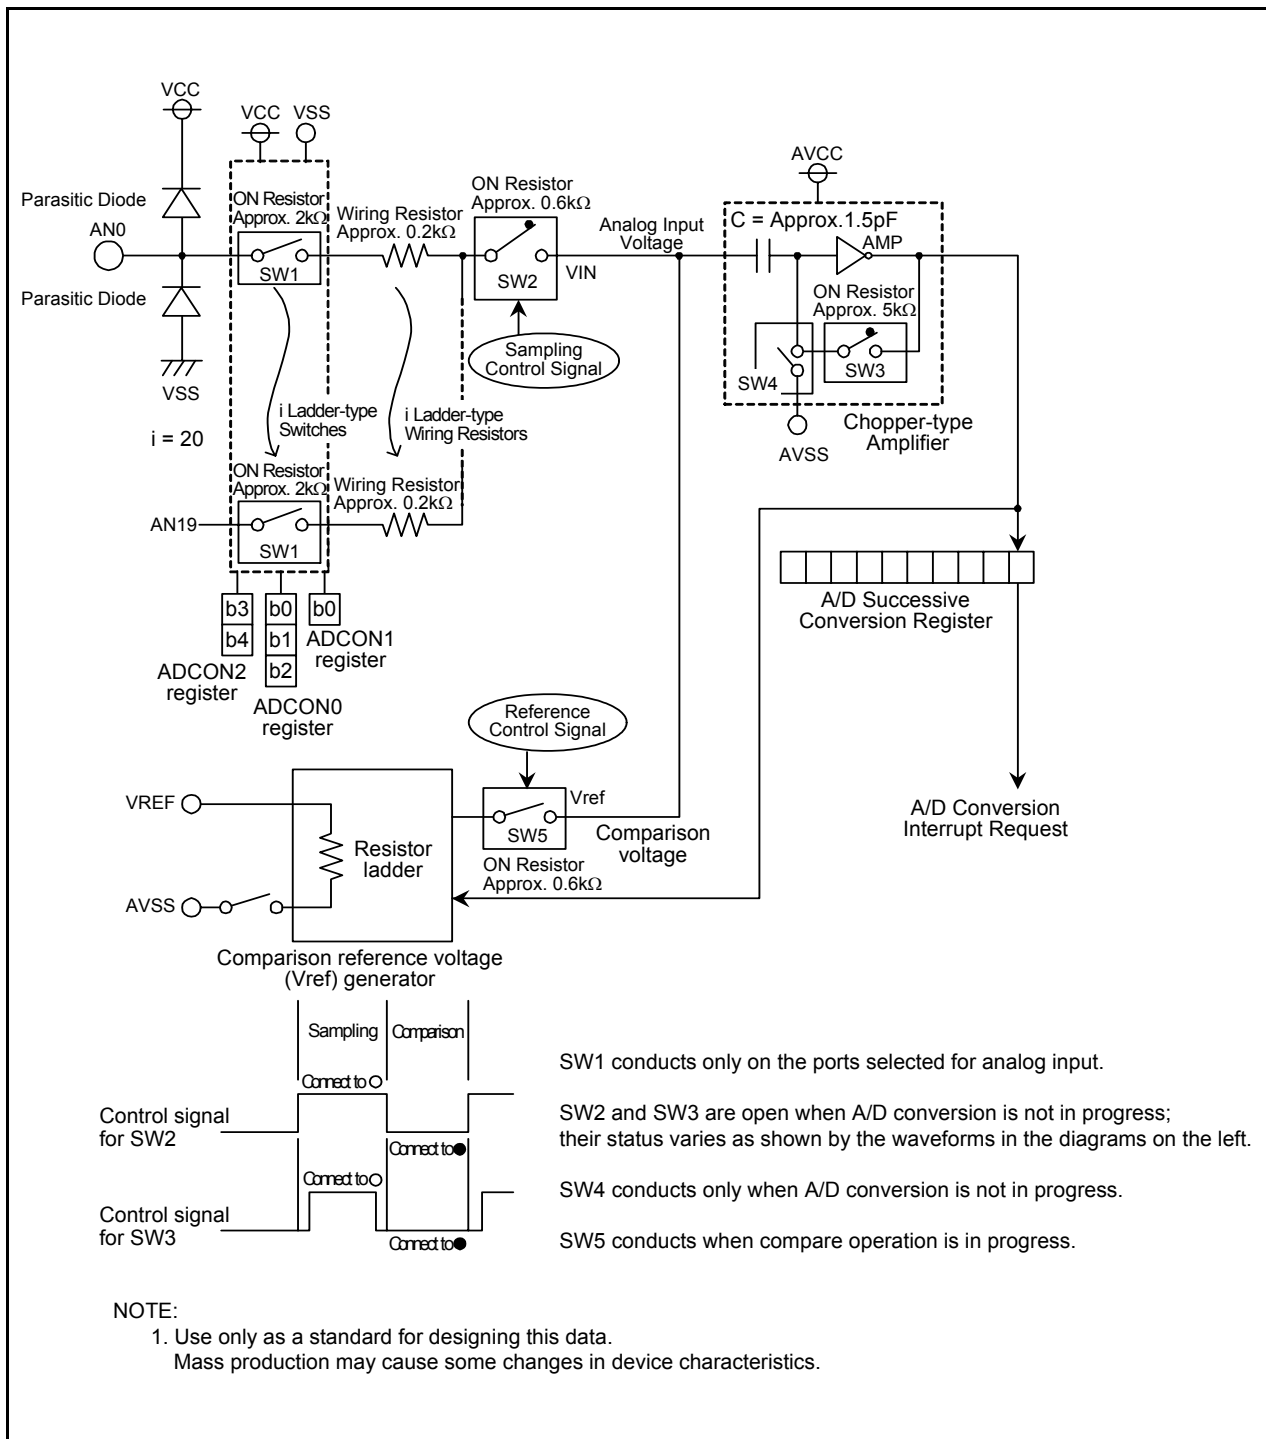 VCC
VCC
VSS
AVCC
Parasitic Diode
AN0
Parasitic Diode
VSS
i = 20
ON Resistor
Approx. 2kΩ
SW1
Wiring Resistor
Approx. 0.2kΩ
ON Resistor
Approx. 0.6kΩ
SW2
VIN
Analog Input
Voltage
Sampling
Control Signal
C = Approx.1.5pF
AMP
ON Resistor
Approx. 5kΩ
SW3
SW4
AVSS
Chopper-type
Amplifier
i Ladder-type
Switches
i Ladder-type
Wiring Resistors
ON Resistor
Approx. 2kΩ
Wiring Resistor
Approx. 0.2kΩ
AN19
SW1
b3
b4
b0
b1
b2
b0
ADCON2
register
ADCON0
register
ADCON1
register
A/D Successive
Conversion Register
A/D Conversion
Interrupt Request
Reference
Control Signal
VREF
AVSS
Resistor
ladder
Vref
SW5
ON Resistor
Approx. 0.6kΩ
Comparison
voltage
Comparison reference voltage
(Vref) generator
Sampling
Comparison
Connect to ○
Control signal
for SW2
Connect to ●
Connect to ○
Control signal
for SW3
Connect to ●
SW1 conducts only on the ports selected for analog input.
SW2 and SW3 are open when A/D conversion is not in progress;
their status varies as shown by the waveforms in the diagrams on the left.
SW4 conducts only when A/D conversion is not in progress.
SW5 conducts when compare operation is in progress.
NOTE:
1. Use only as a standard for designing this data.
Mass production may cause some changes in device characteristics.